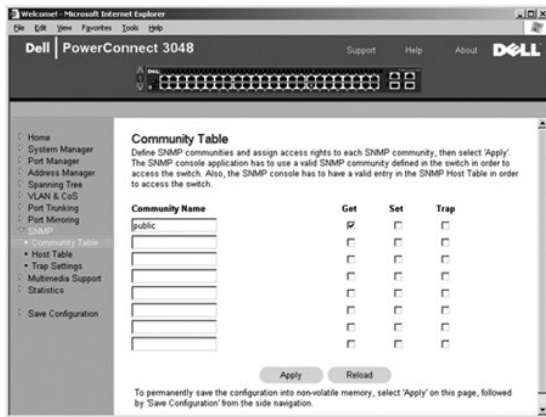 Welcome! - Microsoft Internet Explorer
File Edit View Favorites Tools Help
Dell PowerConnect 3048
Support Help About DELL
Home
System Manager
Port Manager
Address Manager
Spanning Tree
VLAN & CoS
Port Trunking
Port Mirroring
SNMP
Community Table
Host Table
Trap Settings
Multimedia Support
Statistics
Save Configuration
Community Table
Define SNMP communities and assign access rights to each SNMP community, then select 'Apply'.
The SNMP console application has to use a valid SNMP community defined in the switch in order to
access the switch. Also, the SNMP console has to have a valid entry in the SNMP Host Table in order
to access the switch.
Community Name Get Set Trap
public
Apply Reload
To permanently save the configuration into non-volatile memory, select 'Apply' on this page, followed
by 'Save Configuration' from the side navigation.